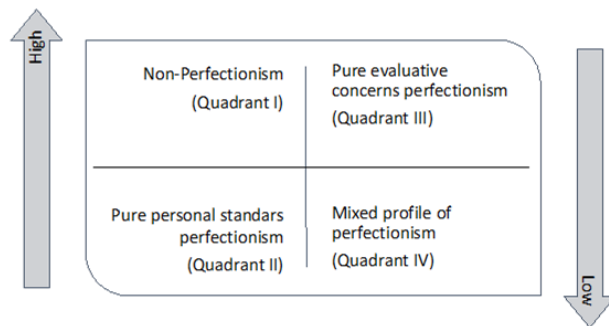 High
Non-Perfectionism
(Quadrant I)
Pure evaluative
concerns perfectionism
(Quadrant III)
Pure personal standars
perfectionism
(Quadrant II)
Mixed profile of
perfectionism
(Quadrant IV)
Low